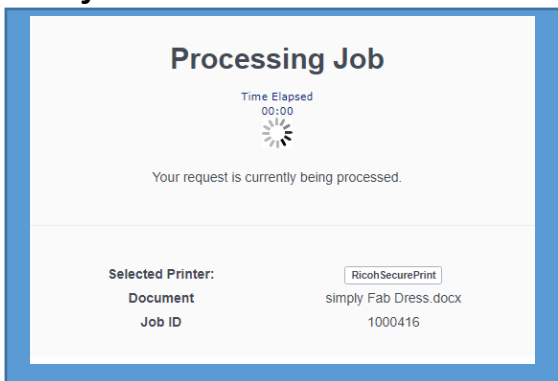 Processing Job
Time Elapsed
00:00
Your request is currently being processed.
Selected Printer: RicohSecurePrint
Document simply Fab Dress.docx
Job ID 1000416